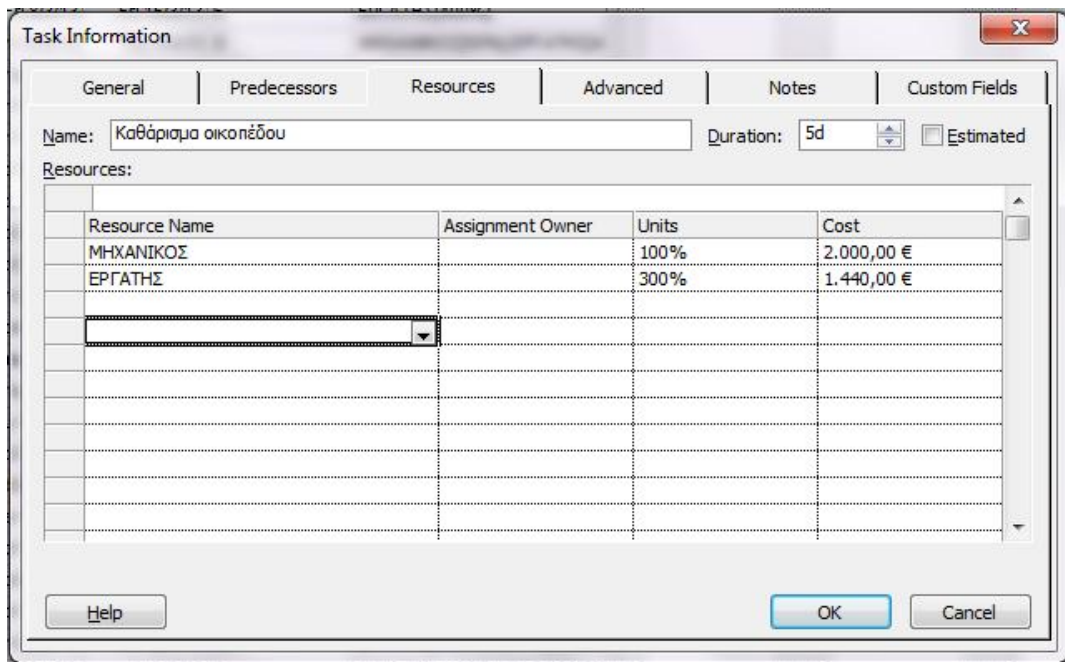 Task Information
General Predecessors Resources Advanced Notes Custom Fields
Name: Καθάρισμα οικοπέδου Duration: 5d Estimated
Resources:
Resource Name Assignment Owner Units Cost
ΜΗΧΑΝΙΚΟΣ 100% 2.000,00 €
ΕΡΓΑΤΗΣ 300% 1.440,00 €
Help OK Cancel